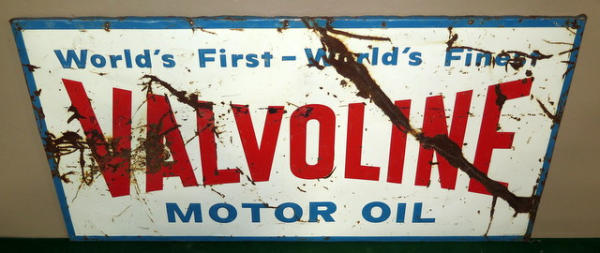 World's First - World's Finest
VALVOLINE
MOTOR OIL